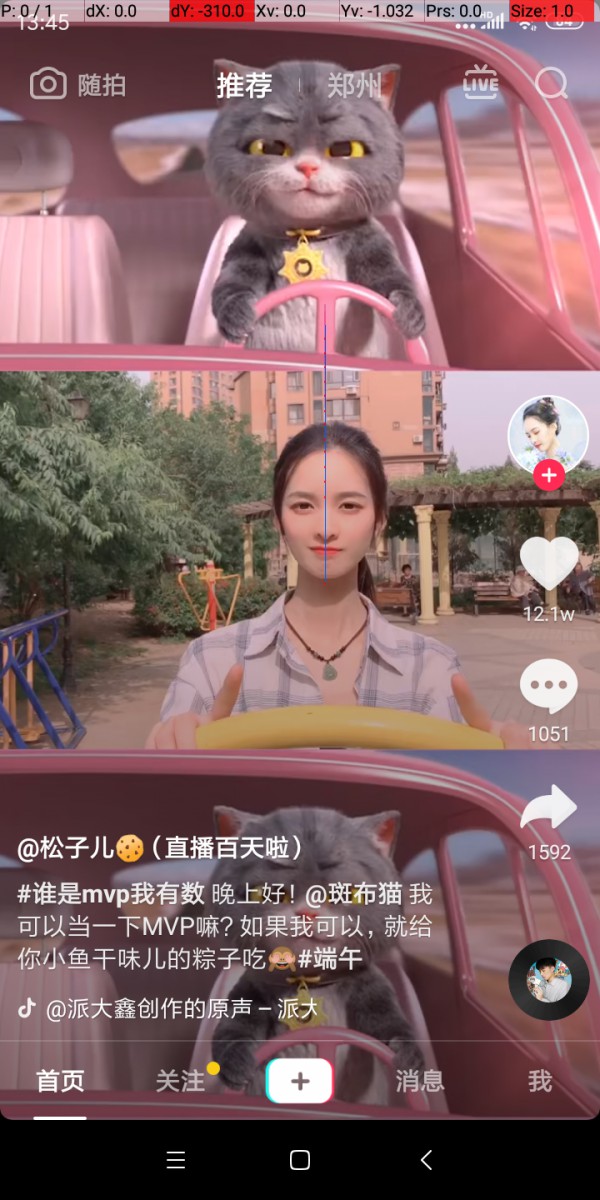 P: 0 / 1 dX: 0.0 dY: -310.0 Xv: 0.0 Yv: -1.032 Prs: 0.0 Size: 1.0
13:45 HD 64
随拍 推荐 郑州 LIVE
12.1w
1051
1592
@松子儿🍪（直播百天啦）
#谁是mvp我有数 晚上好！@斑布猫 我
可以当一下MVP嘛？如果我可以，就给
你小鱼干味儿的粽子吃🙈#端午
@派大鑫创作的原声 – 派大
首页 关注 消息 我